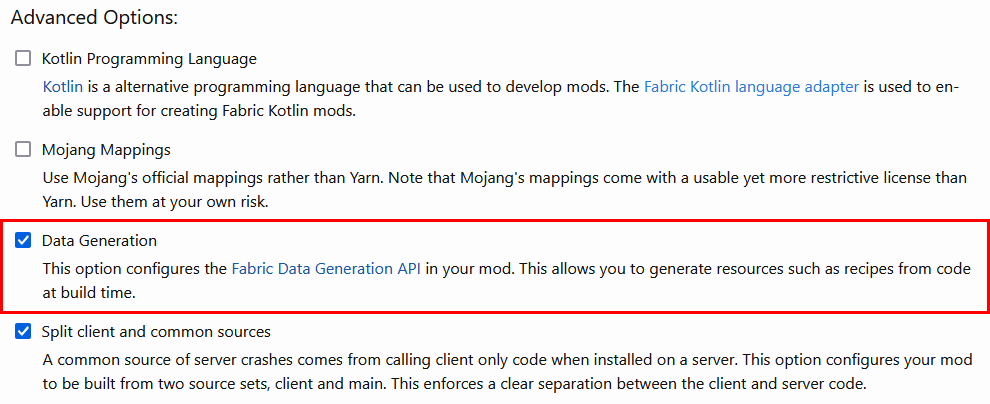 Advanced Options:
Kotlin Programming Language
Kotlin is a alternative programming language that can be used to develop mods. The Fabric Kotlin language adapter is used to en-
able support for creating Fabric Kotlin mods.
Mojang Mappings
Use Mojang's official mappings rather than Yarn. Note that Mojang's mappings come with a usable yet more restrictive license than
Yarn. Use them at your own risk.
Data Generation
This option configures the Fabric Data Generation API in your mod. This allows you to generate resources such as recipes from code
at build time.
Split client and common sources
A common source of server crashes comes from calling client only code when installed on a server. This option configures your mod
to be built from two source sets, client and main. This enforces a clear separation between the client and server code.